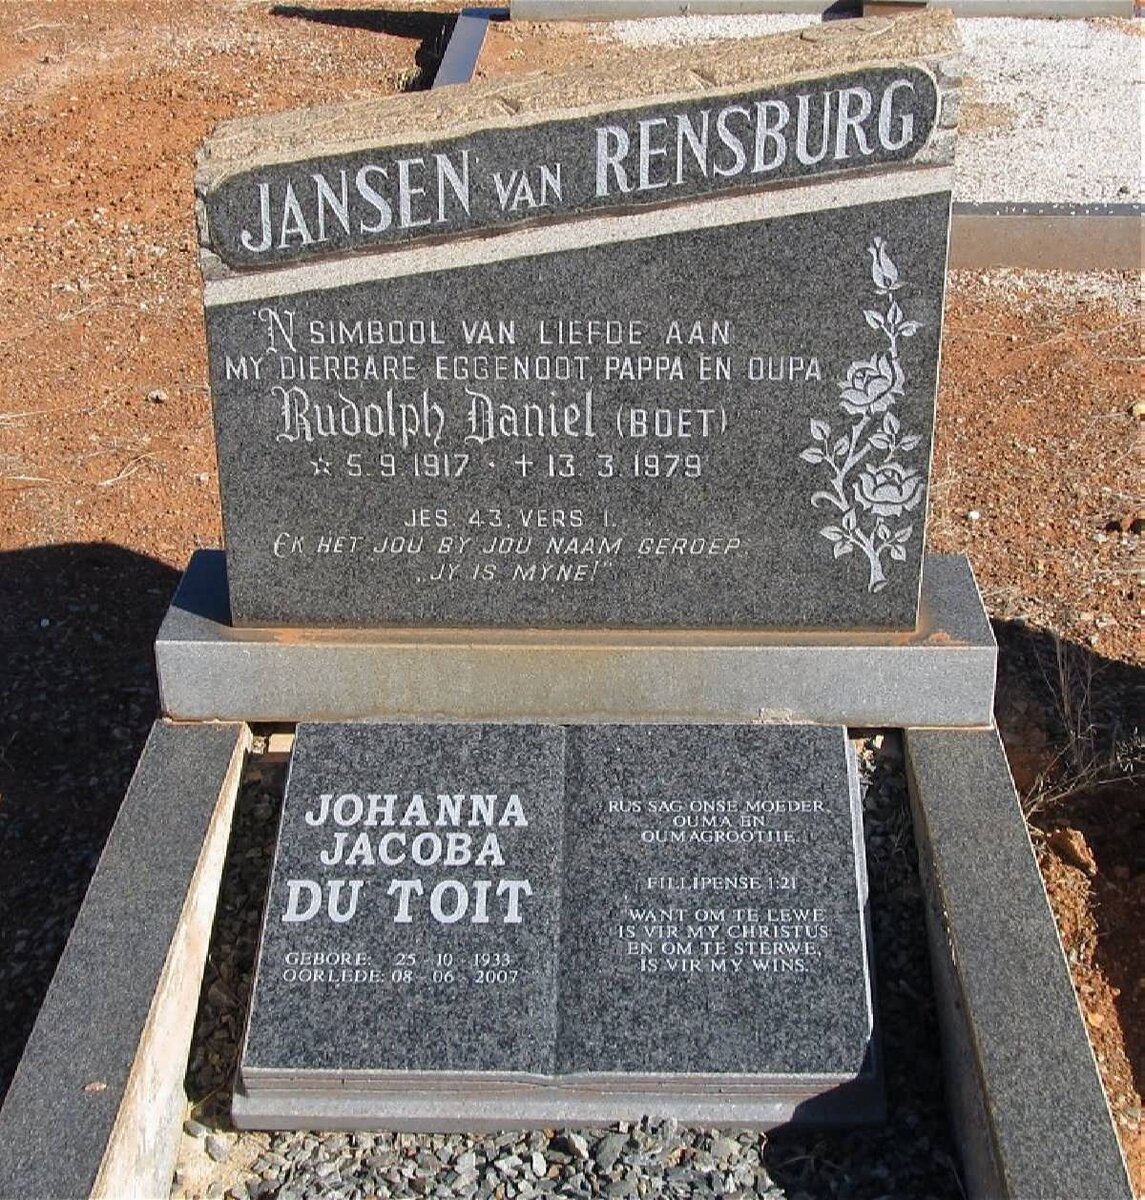 JANSEN VAN RENSBURG
'N SIMBOOL VAN LIEFDE AAN
MY DIERBARE EGGENOOT, PAPPA EN OUPA
Rudolph Daniel (BOET)
☆ 5. 9. 1917 · + 13. 3. 1979
JES. 43. VERS 1.
EK HET JOU BY JOU NAAM GEROEP
„JY IS MYNE!"
JOHANNA
JACOBA
DU TOIT
GEBORE: 25 - 10 - 1933
OORLEDE: 08 - 06 - 2007
RUS SAG ONSE MOEDER,
OUMA EN
OUMAGROOTJIE.
FILLIPENSE 1:21
"WANT OM TE LEWE
IS VIR MY CHRISTUS
EN OM TE STERWE,
IS VIR MY WINS."